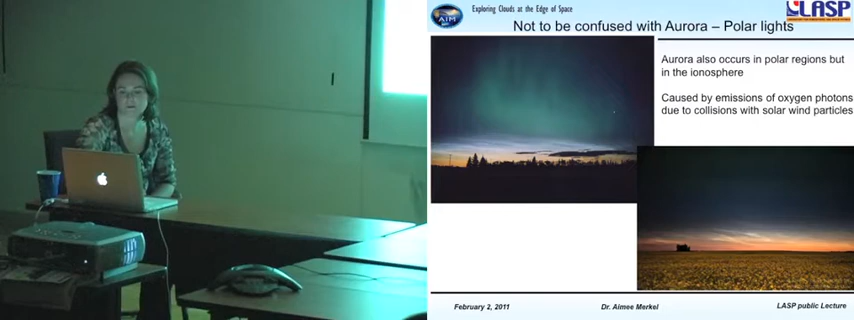 AIM
Exploring Clouds at the Edge of Space
LASP
Not to be confused with Aurora – Polar lights
Aurora also occurs in polar regions but
in the ionosphere
Caused by emissions of oxygen photons
due to collisions with solar wind particles
February 2, 2011
Dr. Aimee Merkel
LASP public Lecture